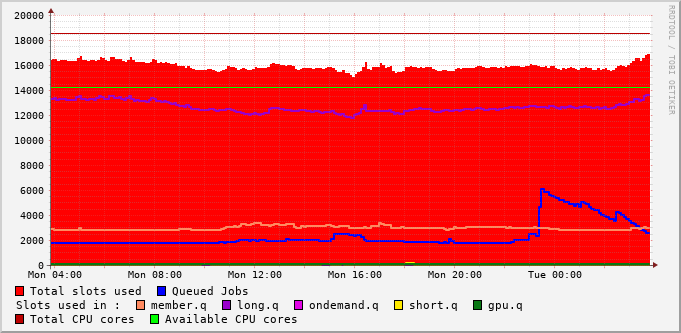 20000
18000
16000
14000
12000
10000
8000
6000
4000
2000
0
Mon 04:00 Mon 08:00 Mon 12:00 Mon 16:00 Mon 20:00 Tue 00:00
Total slots used Queued Jobs
Slots used in : member.q long.q ondemand.q short.q gpu.q
Total CPU cores Available CPU cores
RRDTOOL / TOBI OETIKER